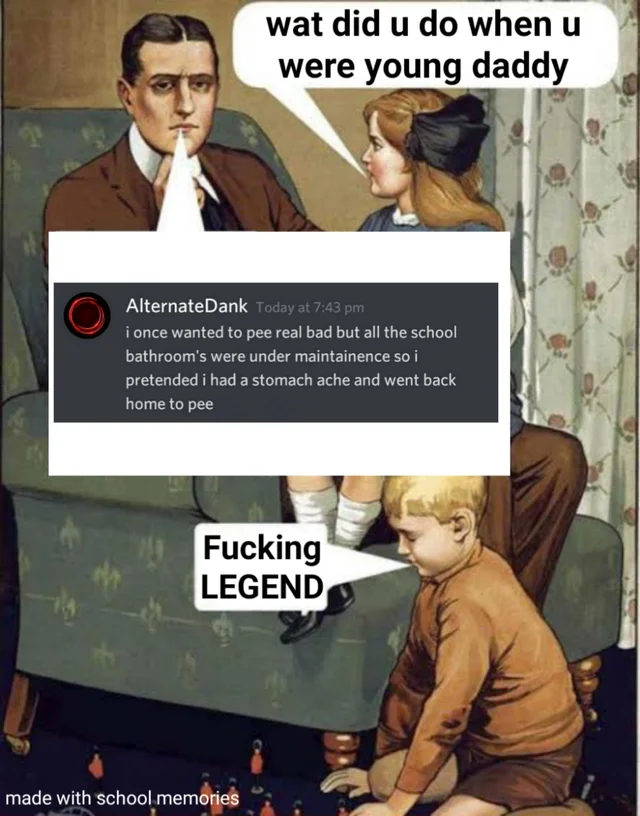 wat did u do when u
were young daddy
AlternateDank Today at 7:43 pm
i once wanted to pee real bad but all the school
bathroom's were under maintainence so i
pretended i had a stomach ache and went back
home to pee
Fucking
LEGEND
made with school memories